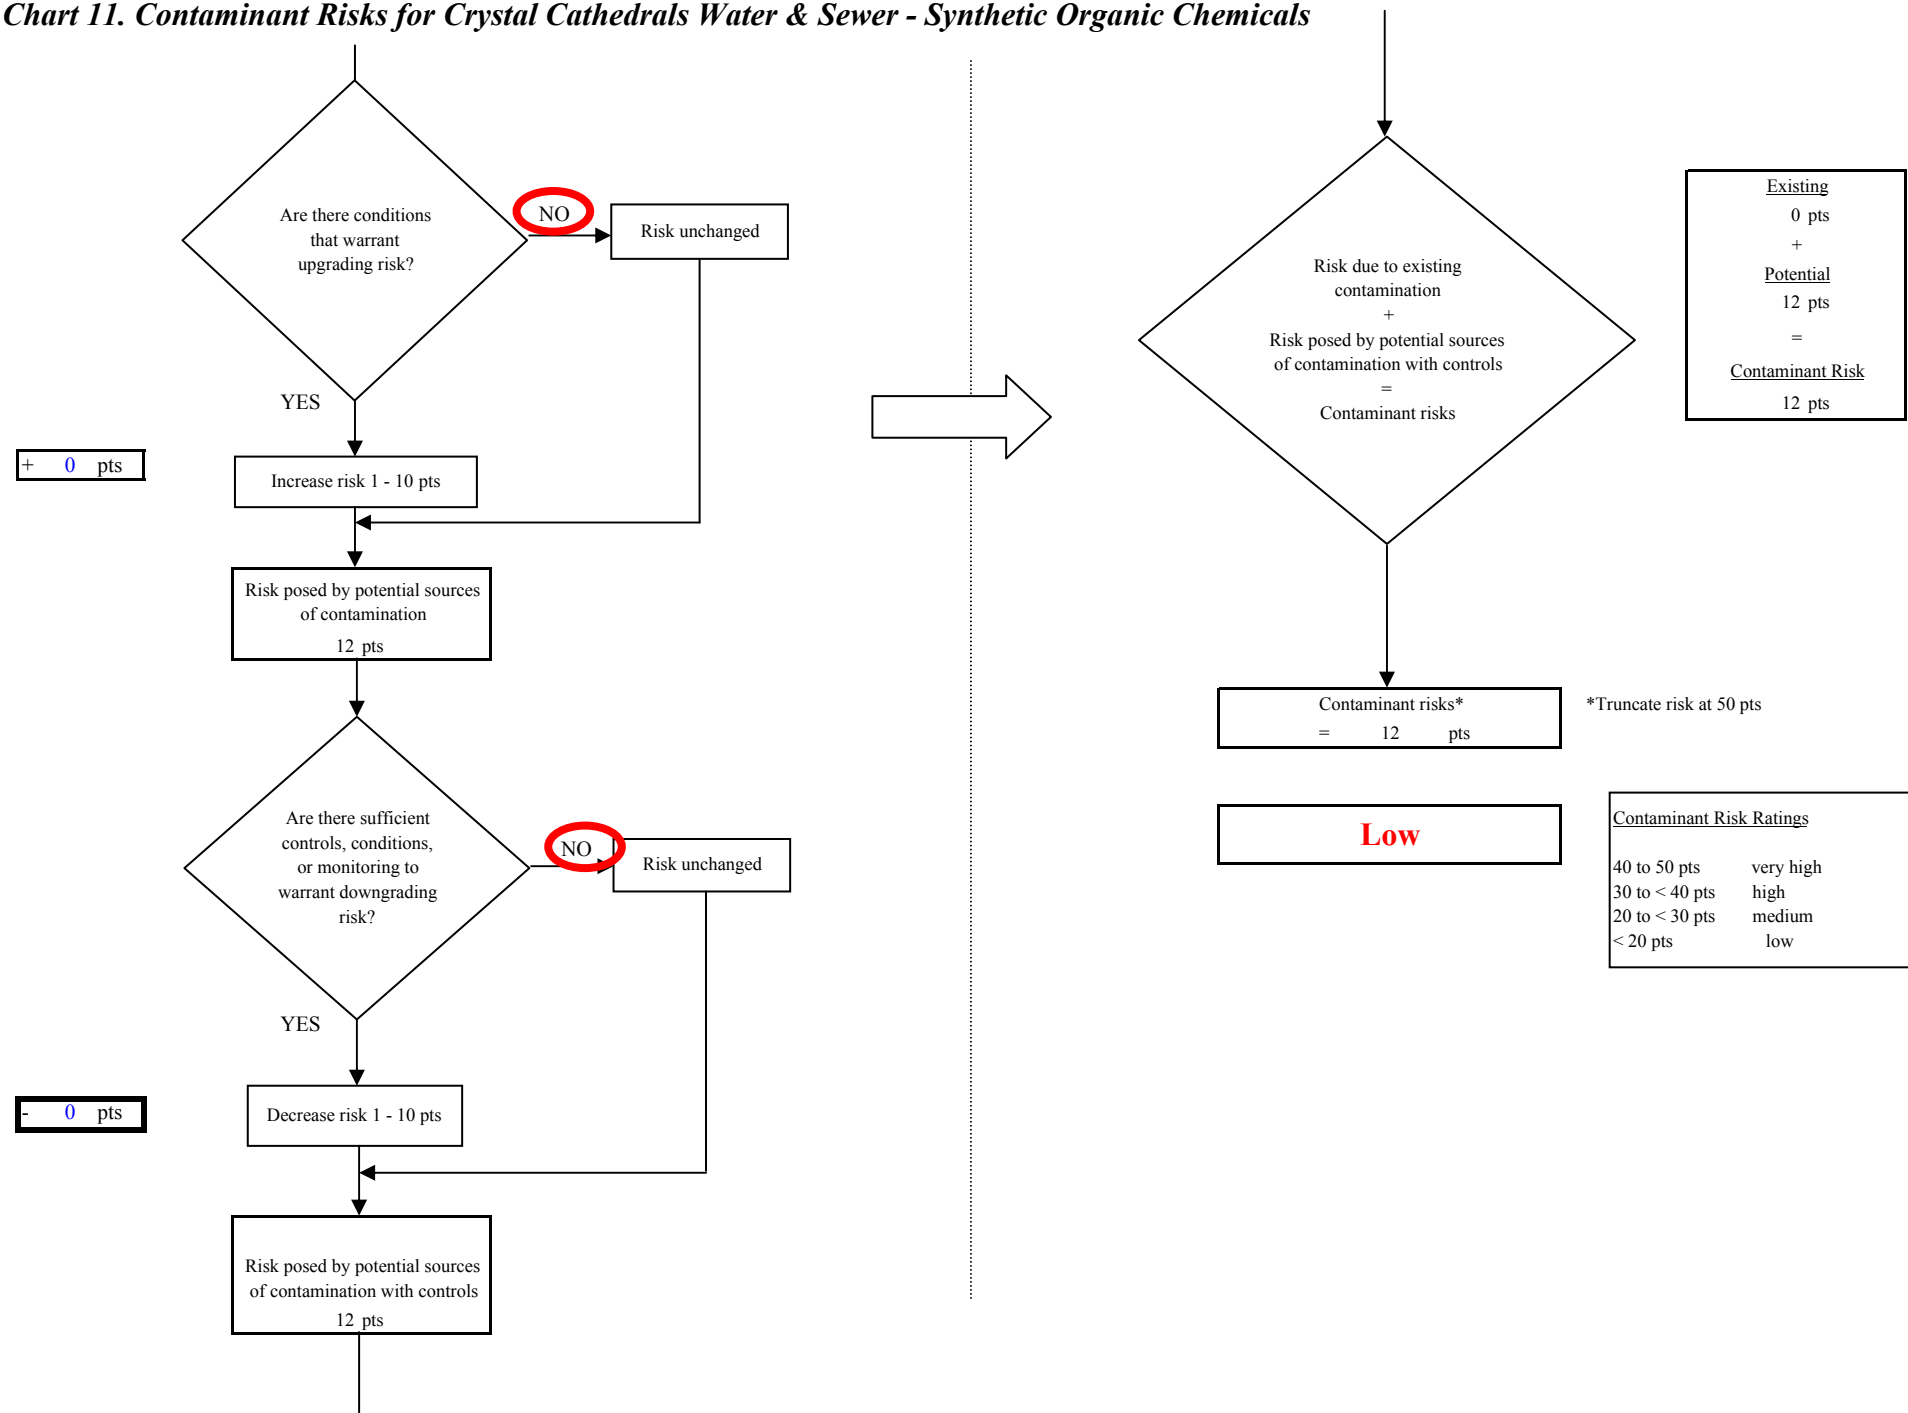 Chart 11. Contaminant Risks for Crystal Cathedrals Water & Sewer - Synthetic Organic Chemicals
Are there conditions
that warrant
upgrading risk?
NO
Risk unchanged
YES
+ 0 pts
Increase risk 1 - 10 pts
Risk posed by potential sources
of contamination
12 pts
Are there sufficient
controls, conditions,
or monitoring to
warrant downgrading
risk?
NO
Risk unchanged
YES
- 0 pts
Decrease risk 1 - 10 pts
Risk posed by potential sources
of contamination with controls
12 pts
Risk due to existing
contamination
+
Risk posed by potential sources
of contamination with controls
=
Contaminant risks
Existing
0 pts
+
Potential
12 pts
=
Contaminant Risk
12 pts
Contaminant risks*
= 12 pts
*Truncate risk at 50 pts
Low
Contaminant Risk Ratings
40 to 50 pts very high
30 to < 40 pts high
20 to < 30 pts medium
< 20 pts low